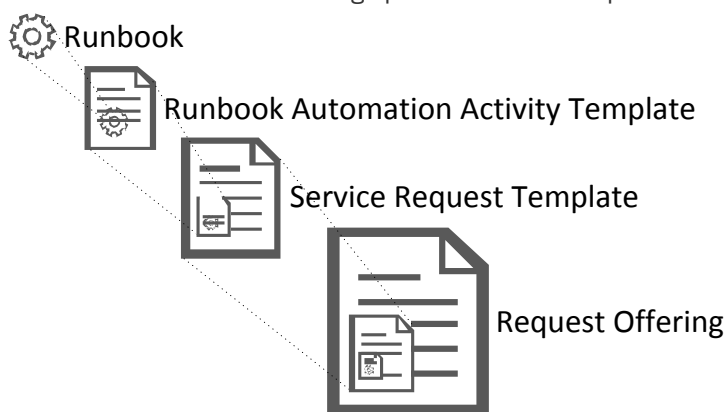 Runbook
Runbook Automation Activity Template
Service Request Template
Request Offering